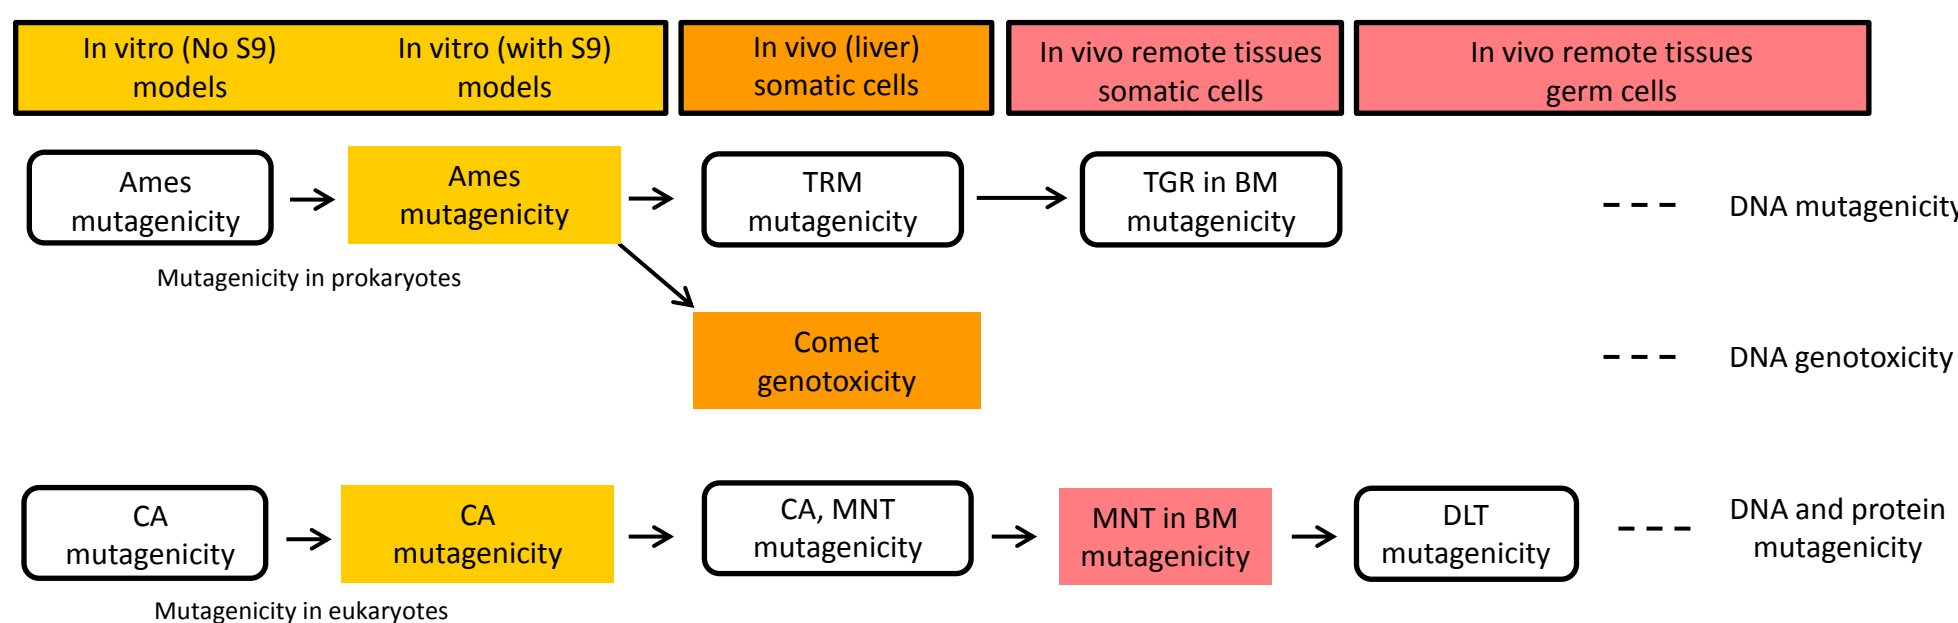 In vitro (No S9)
models
In vitro (with S9)
models
In vivo (liver)
somatic cells
In vivo remote tissues
somatic cells
In vivo remote tissues
germ cells
Ames
mutagenicity
Ames
mutagenicity
TRM
mutagenicity
TGR in BM
mutagenicity
DNA mutagenicity
Mutagenicity in prokaryotes
Comet
genotoxicity
DNA genotoxicity
CA
mutagenicity
CA
mutagenicity
CA, MNT
mutagenicity
MNT in BM
mutagenicity
DLT
mutagenicity
DNA and protein
mutagenicity
Mutagenicity in eukaryotes